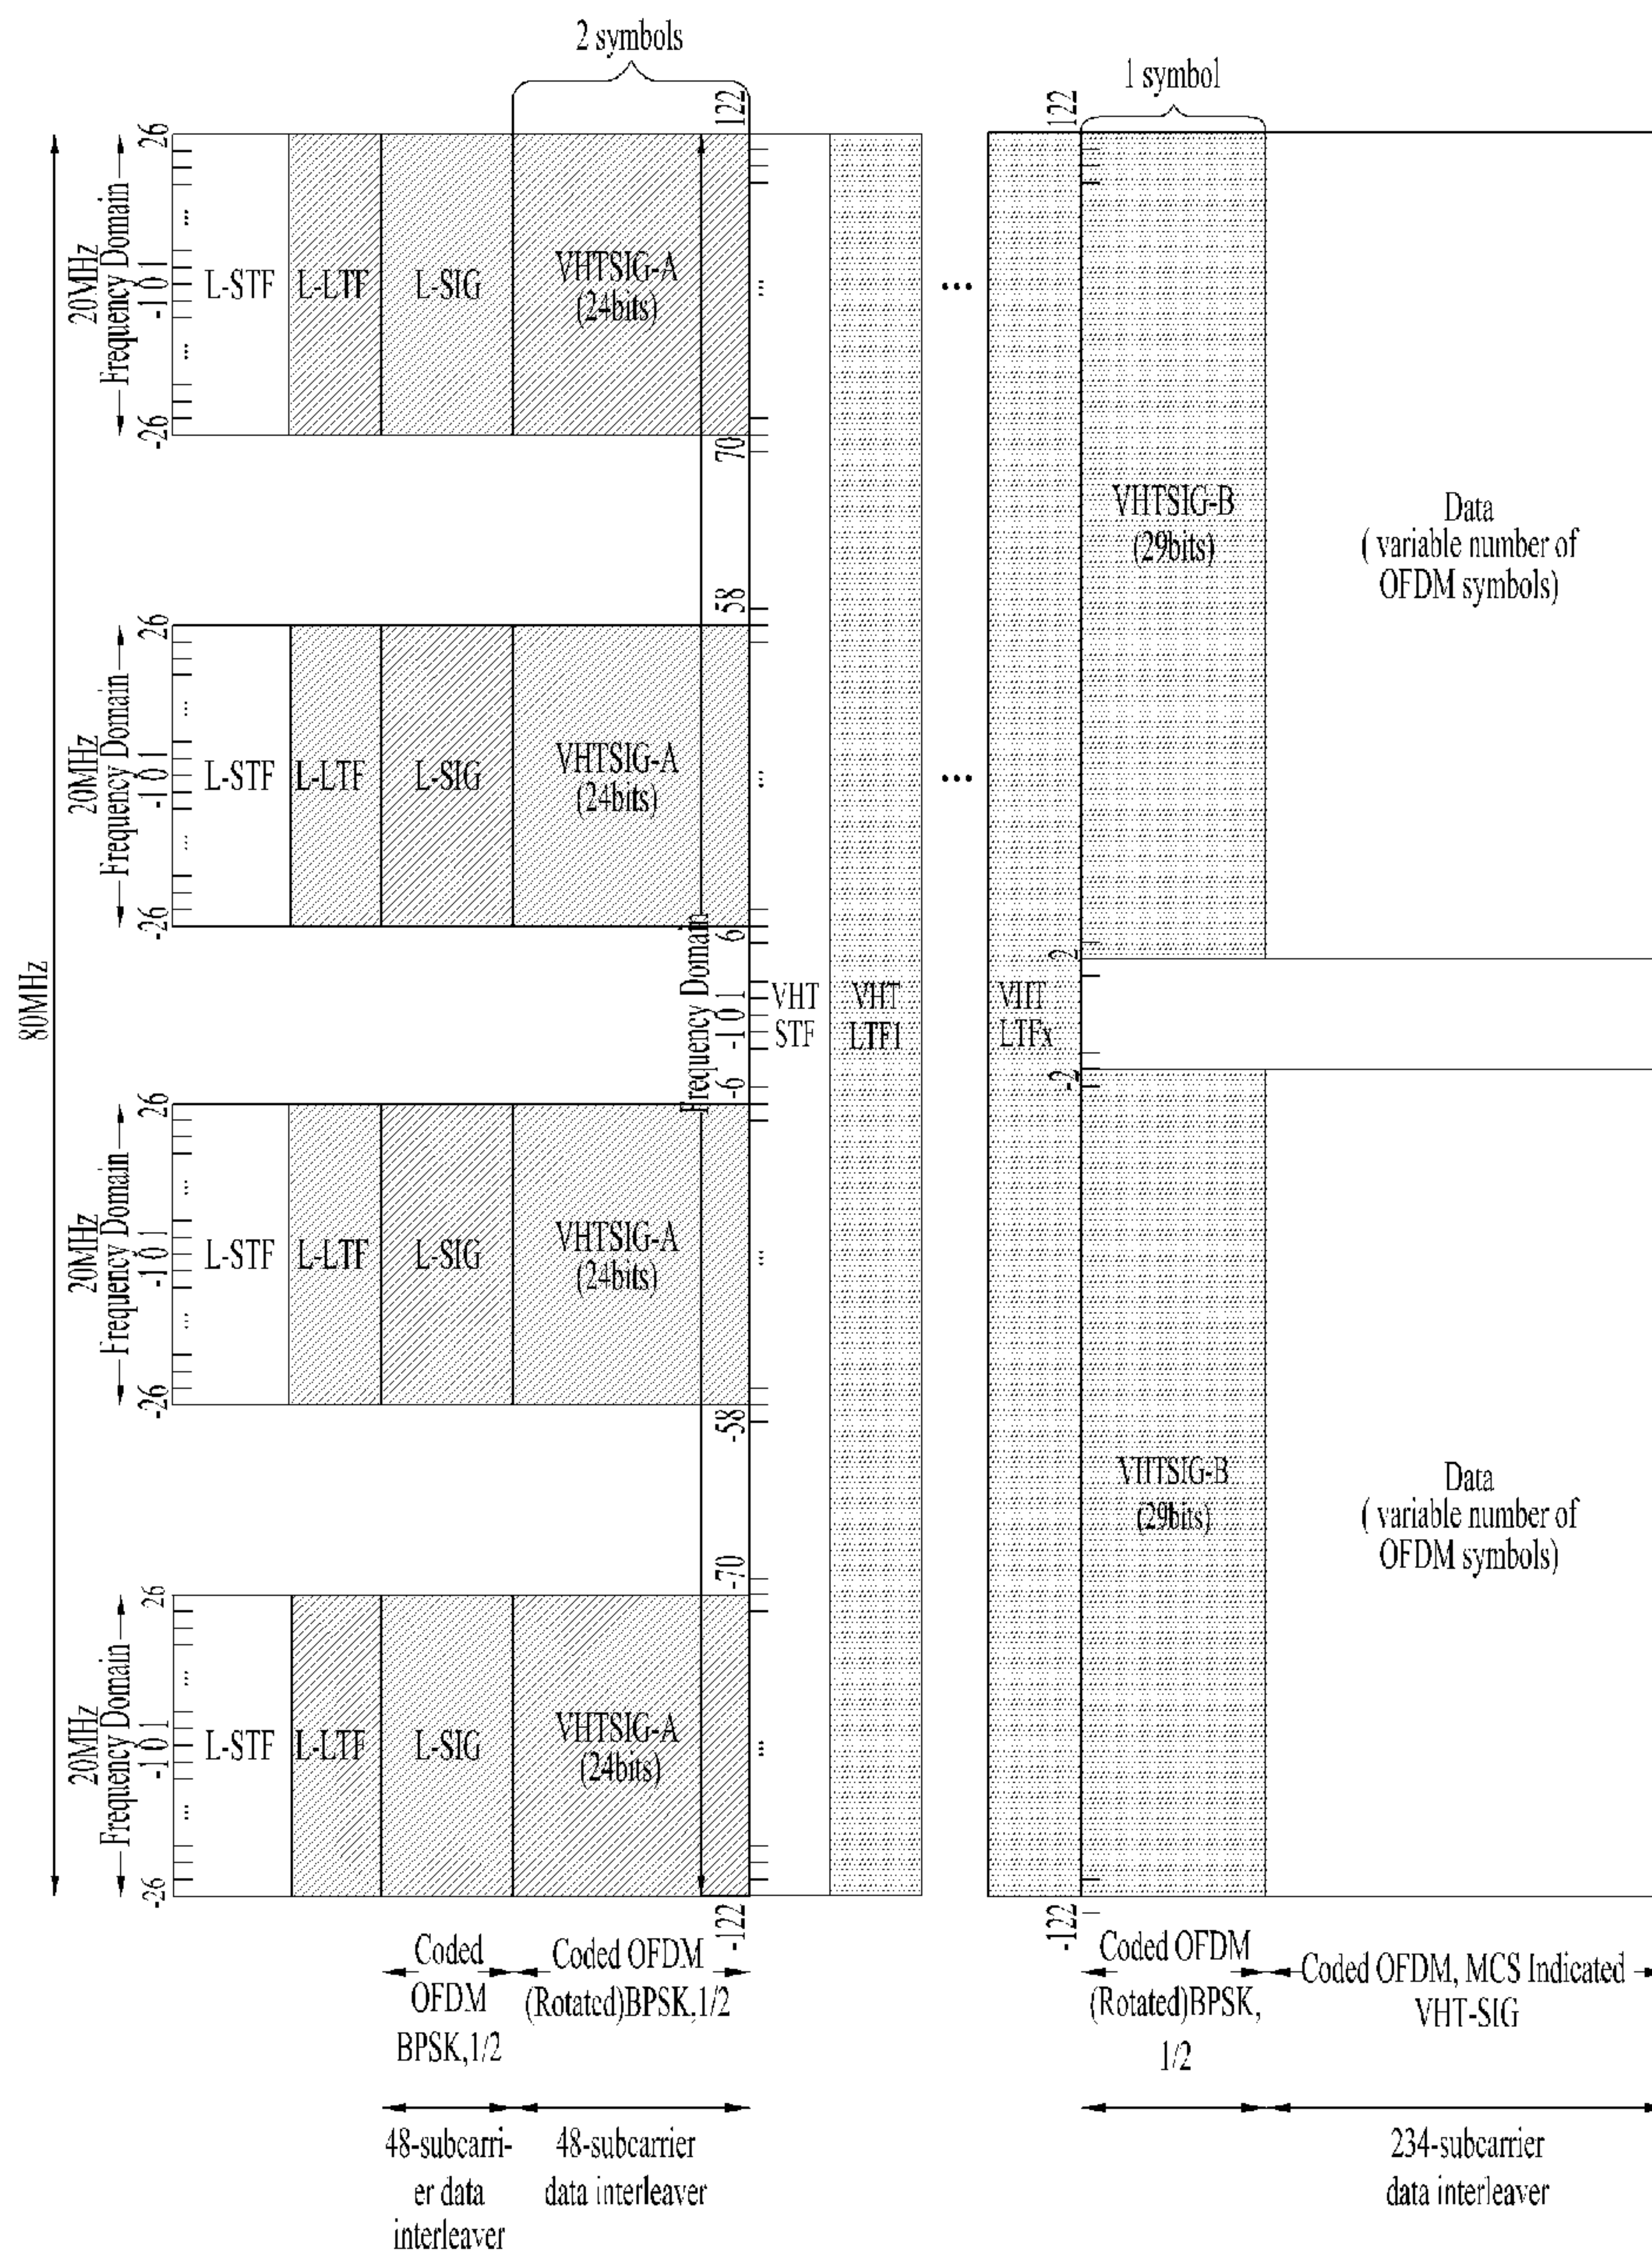 2 symbols
1 symbol
122
122
80MHz
20MHz
Frequency Domain
26
-1 0 1
-26
...
...
L-STF
L-LTF
L-SIG
VHTSIG-A
(24bits)
...
...
70
58
20MHz
Frequency Domain
26
-1 0 1
-26
...
...
L-STF
L-LTF
L-SIG
VHTSIG-A
(24bits)
...
...
Frequency Domain
6
-1 0 1
-6
VHT
STF
VHT
LTF1
VHT
LTFx
2
-2
VHTSIG-B
(29bits)
Data
( variable number of
OFDM symbols)
20MHz
Frequency Domain
26
-1 0 1
-26
...
...
L-STF
L-LTF
L-SIG
VHTSIG-A
(24bits)
...
-58
-70
VHTSIG-B
(29bits)
Data
( variable number of
OFDM symbols)
20MHz
Frequency Domain
26
-1 0 1
-26
...
...
L-STF
L-LTF
L-SIG
VHTSIG-A
(24bits)
...
-122
-122
Coded
OFDM
BPSK,1/2
Coded OFDM
(Rotated)BPSK,1/2
Coded OFDM
(Rotated)BPSK,
1/2
Coded OFDM, MCS Indicated
VHT-SIG
48-subcarri-
er data
interleaver
48-subcarrier
data interleaver
234-subcarrier
data interleaver